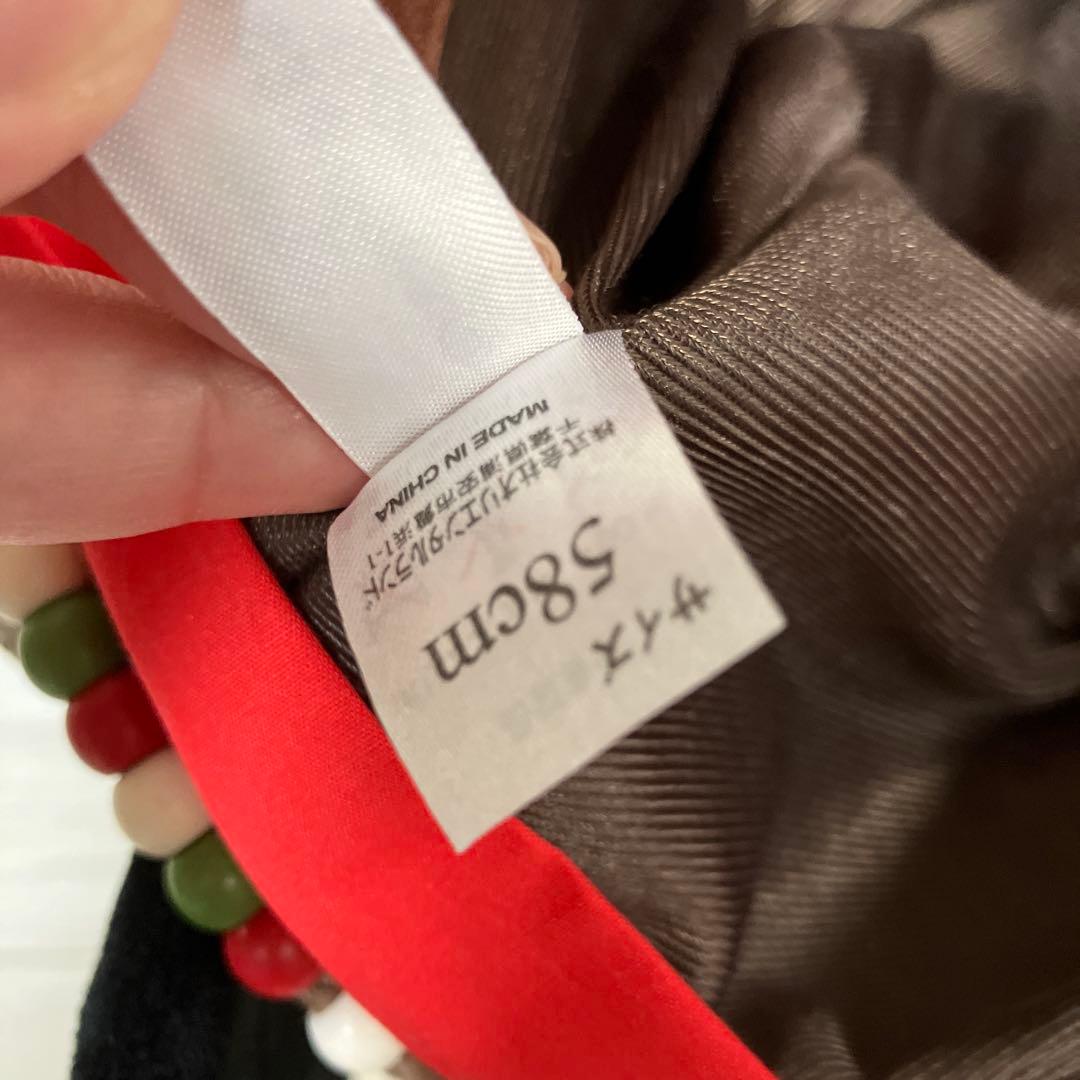 サイズ
58cm
株式会社オリエンタルランド
千葉県浦安市舞浜1-1
MADE IN CHINA